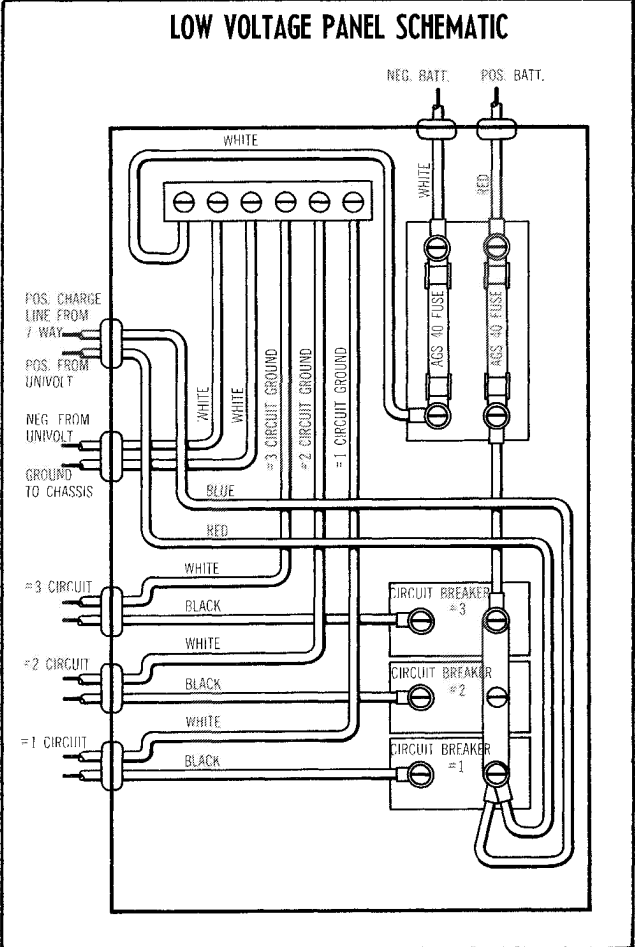 LOW VOLTAGE PANEL SCHEMATIC
NEG. BATT.
POS. BATT.
WHITE
WHITE
RED
AGS 40 FUSE
AGS 40 FUSE
POS. CHARGE
LINE FROM
7 WAY
POS. FROM
UNIVOLT
NEG FROM
UNIVOLT
GROUND
TO CHASSIS
WHITE
WHITE
#3 CIRCUIT GROUND
#2 CIRCUIT GROUND
#1 CIRCUIT GROUND
BLUE
RED
#3 CIRCUIT
WHITE
BLACK
CIRCUIT BREAKER
#3
#2 CIRCUIT
WHITE
BLACK
CIRCUIT BREAKER
#2
#1 CIRCUIT
WHITE
BLACK
CIRCUIT BREAKER
#1